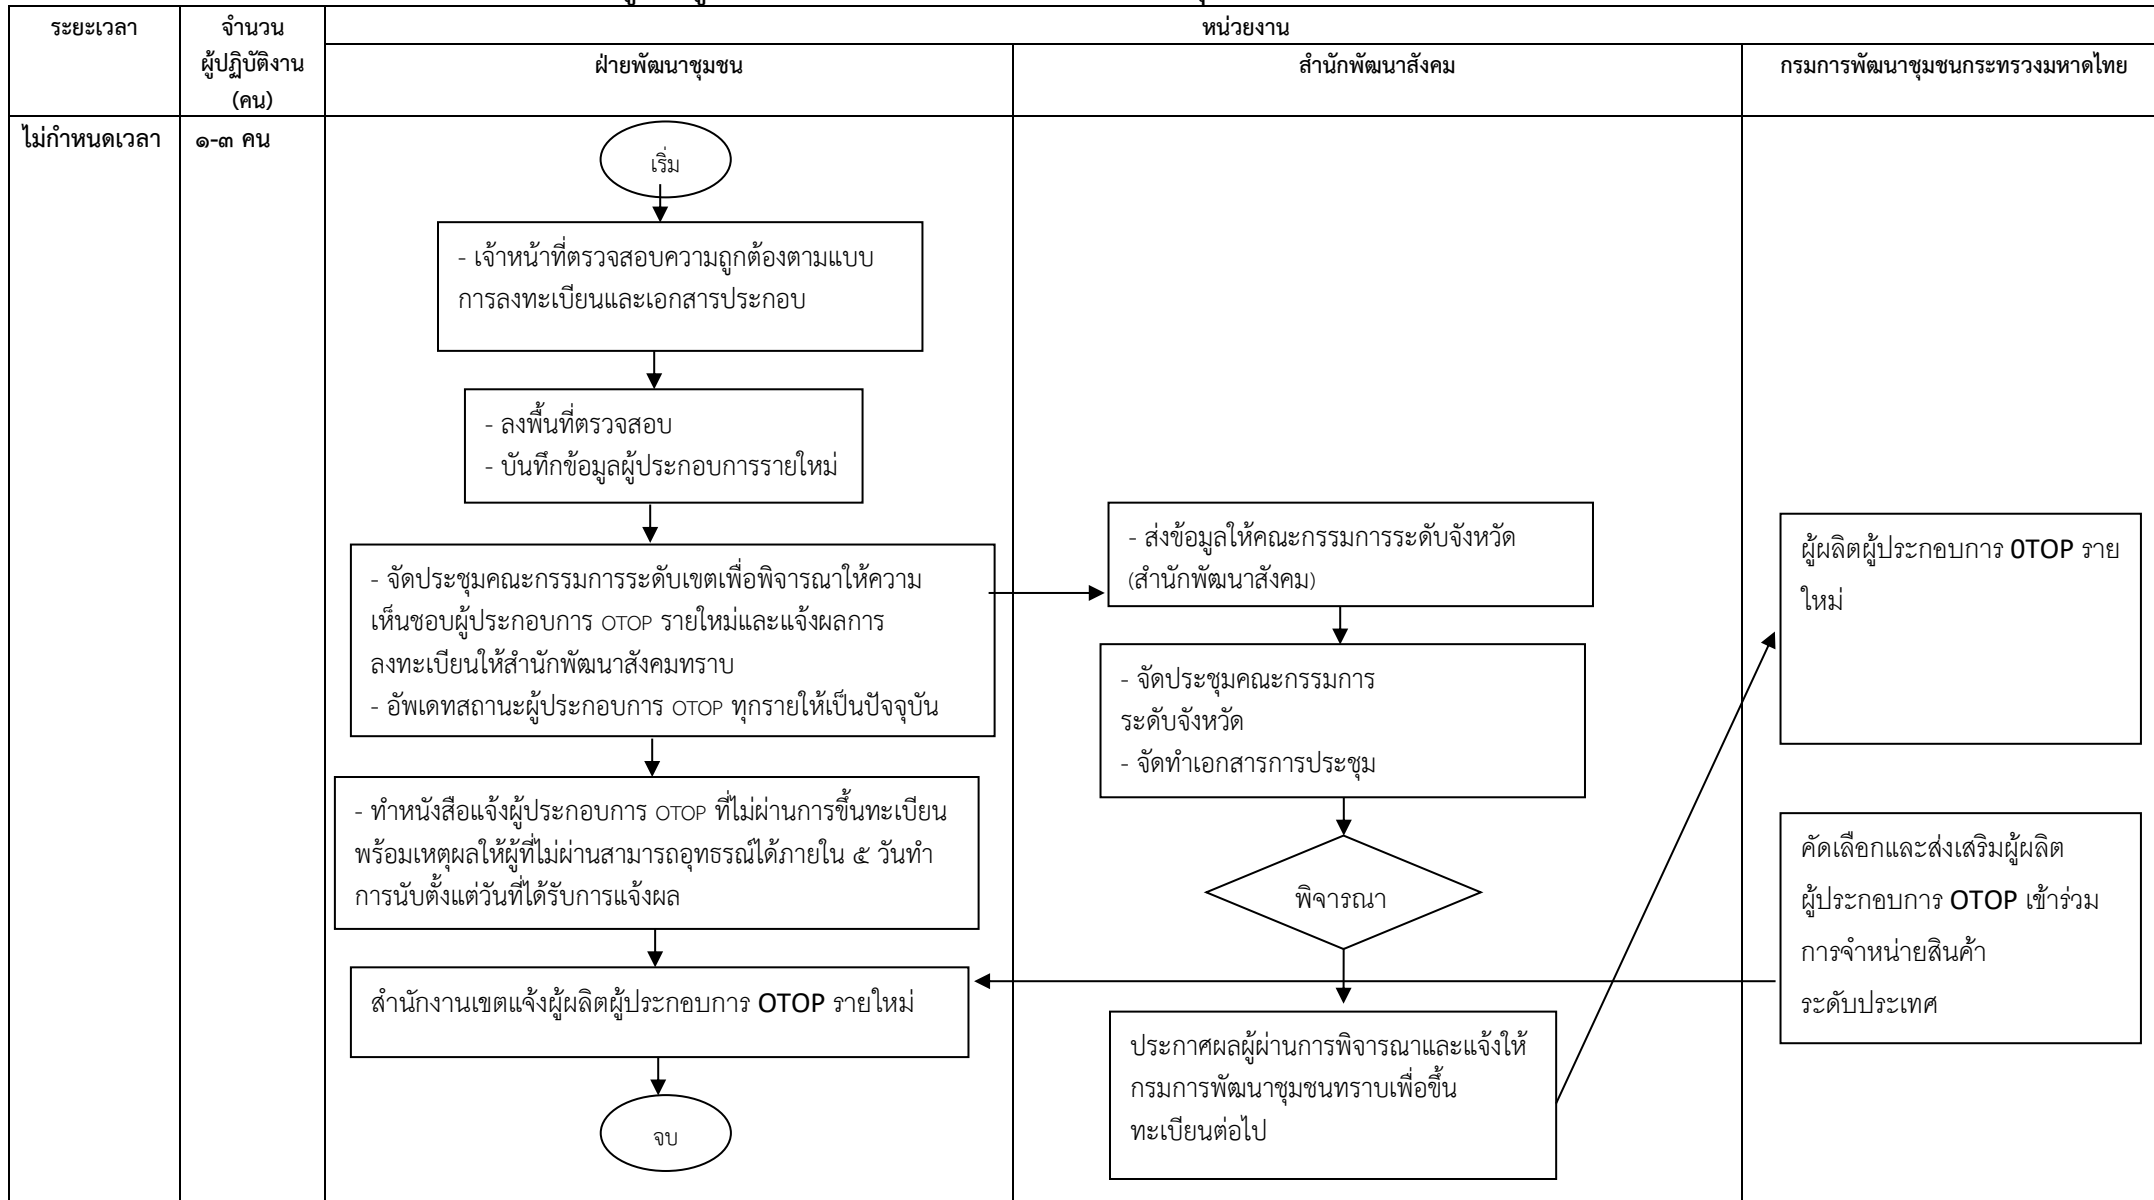 ระยะเวลา
จำนวน
ผู้ปฏิบัติงาน
(คน)
หน่วยงาน
ฝ่ายพัฒนาชุมชน
สำนักพัฒนาสังคม
กรมการพัฒนาชุมชนกระทรวงมหาดไทย
ไม่กำหนดเวลา
๑-๓ คน
เริ่ม
- เจ้าหน้าที่ตรวจสอบความถูกต้องตามแบบ
การลงทะเบียนและเอกสารประกอบ
- ลงพื้นที่ตรวจสอบ
- บันทึกข้อมูลผู้ประกอบการรายใหม่
- จัดประชุมคณะกรรมการระดับเขตเพื่อพิจารณาให้ความ
เห็นชอบผู้ประกอบการ OTOP รายใหม่และแจ้งผลการ
ลงทะเบียนให้สำนักพัฒนาสังคมทราบ
- อัพเดทสถานะผู้ประกอบการ OTOP ทุกรายให้เป็นปัจจุบัน
- ทำหนังสือแจ้งผู้ประกอบการ OTOP ที่ไม่ผ่านการขึ้นทะเบียน
พร้อมเหตุผลให้ผู้ที่ไม่ผ่านสามารถอุทธรณ์ได้ภายใน ๕ วันทำ
การนับตั้งแต่วันที่ได้รับการแจ้งผล
สำนักงานเขตแจ้งผู้ผลิตผู้ประกอบการ OTOP รายใหม่
จบ
- ส่งข้อมูลให้คณะกรรมการระดับจังหวัด
(สำนักพัฒนาสังคม)
- จัดประชุมคณะกรรมการ
ระดับจังหวัด
- จัดทำเอกสารการประชุม
พิจารณา
ประกาศผลผู้ผ่านการพิจารณาและแจ้งให้
กรมการพัฒนาชุมชนทราบเพื่อขึ้น
ทะเบียนต่อไป
ผู้ผลิตผู้ประกอบการ 0TOP ราย
ใหม่
คัดเลือกและส่งเสริมผู้ผลิต
ผู้ประกอบการ OTOP เข้าร่วม
การจำหน่ายสินค้า
ระดับประเทศ